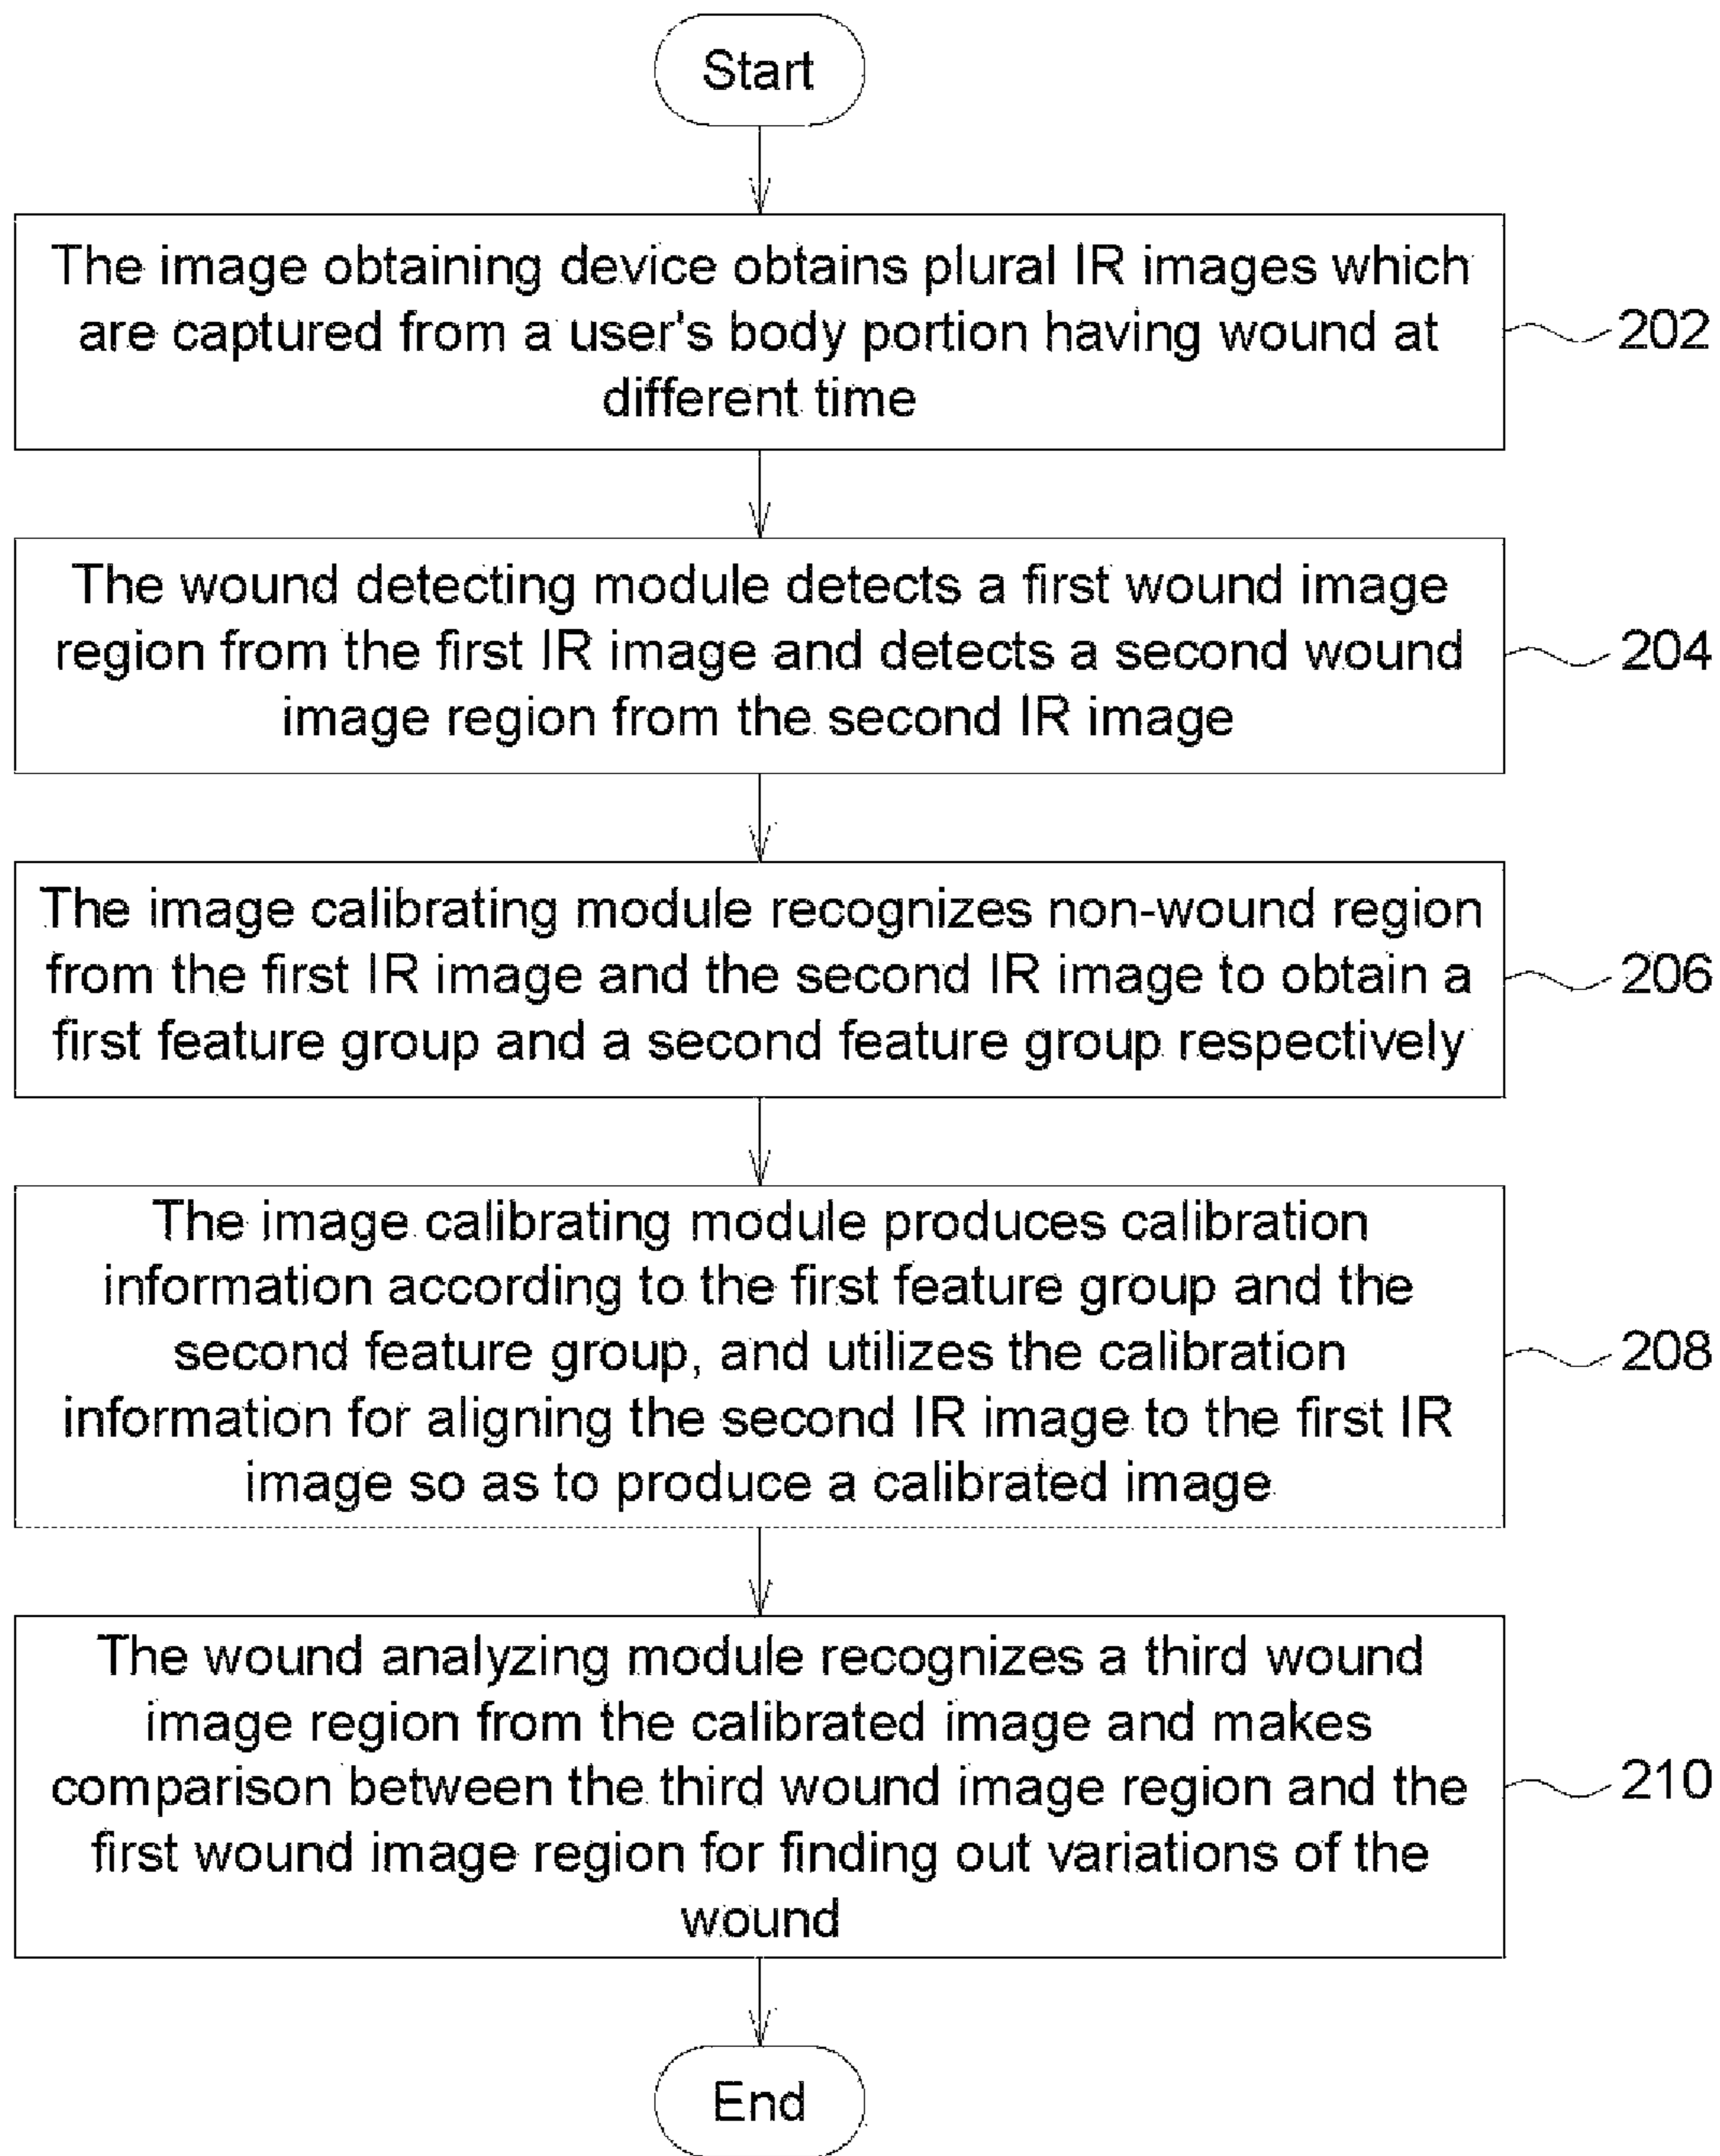 Start
The image obtaining device obtains plural IR images which
are captured from a user's body portion having wound at
different time
202
The wound detecting module detects a first wound image
region from the first IR image and detects a second wound
image region from the second IR image
204
The image calibrating module recognizes non-wound region
from the first IR image and the second IR image to obtain a
first feature group and a second feature group respectively
206
The image calibrating module produces calibration
information according to the first feature group and the
second feature group, and utilizes the calibration
information for aligning the second IR image to the first IR
image so as to produce a calibrated image
208
The wound analyzing module recognizes a third wound
image region from the calibrated image and makes
comparison between the third wound image region and the
first wound image region for finding out variations of the
wound
210
End